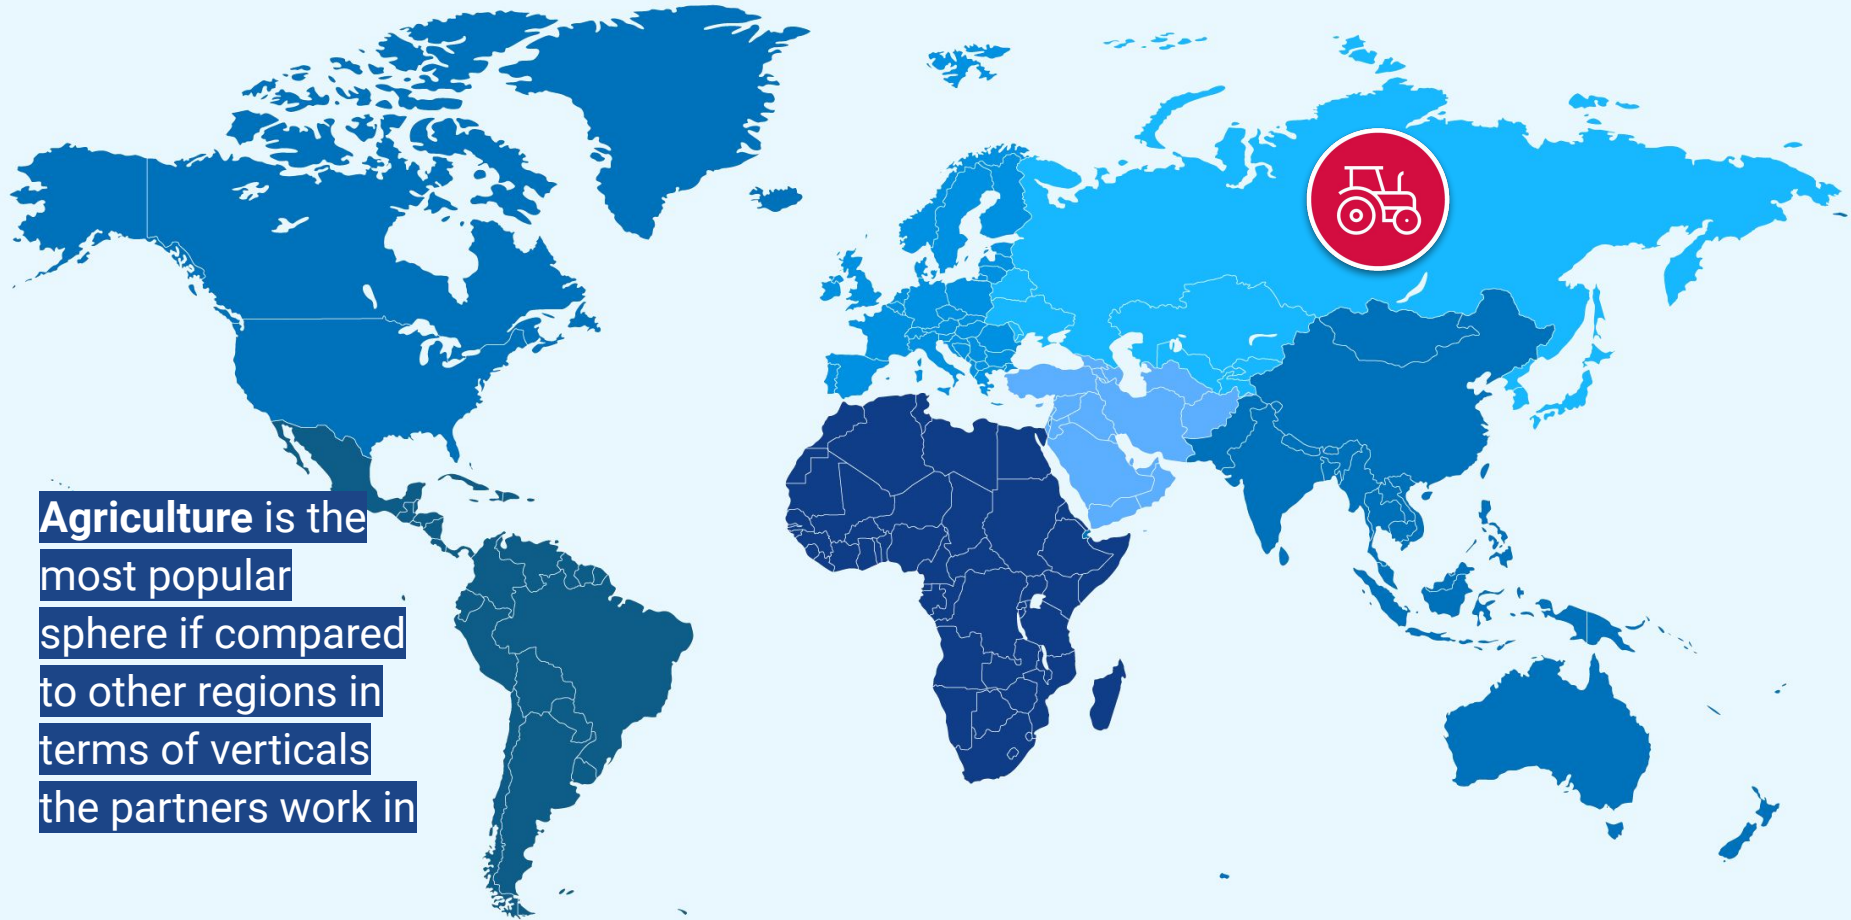 Agriculture is the
most popular
sphere if compared
to other regions in
terms of verticals
the partners work in